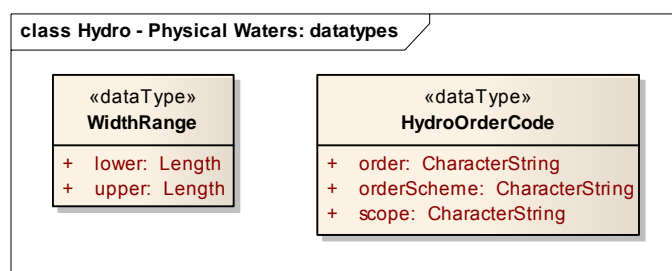 class Hydro - Physical Waters: datatypes
«dataType»
WidthRange
+ lower: Length
+ upper: Length
«dataType»
HydroOrderCode
+ order: CharacterString
+ orderScheme: CharacterString
+ scope: CharacterString